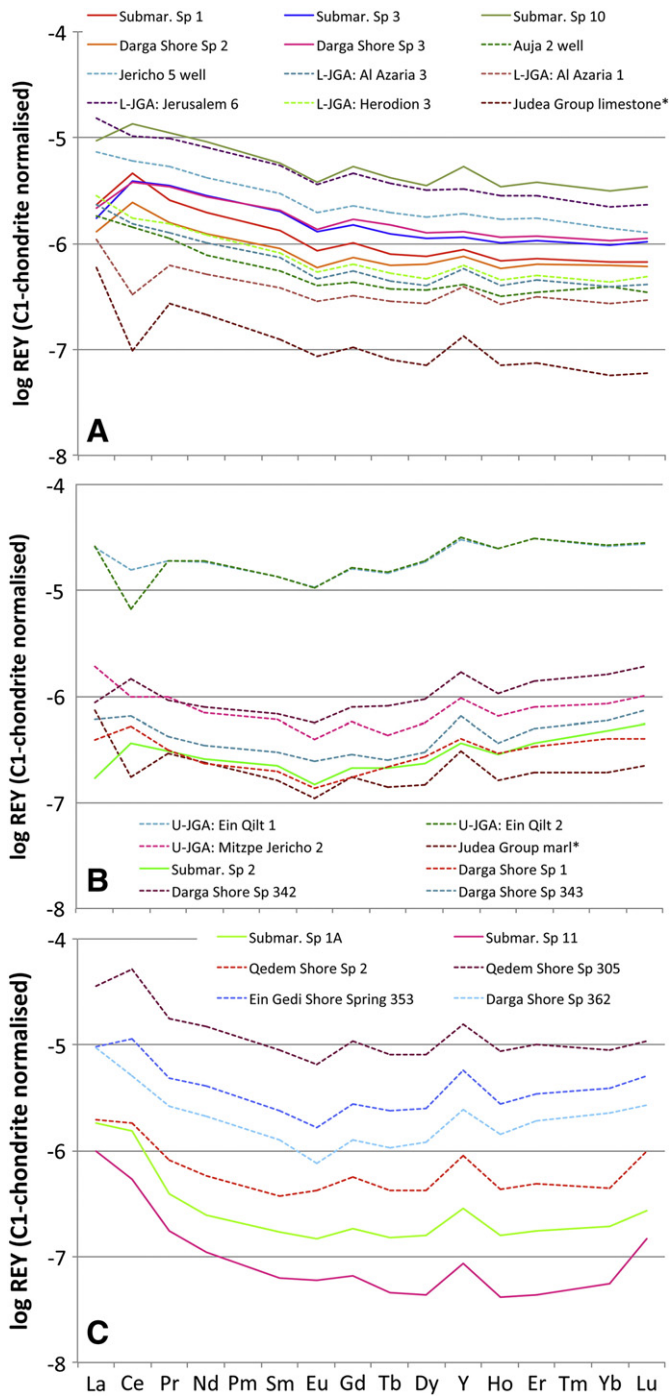 -4
-5
-6
-7
-8
log REY (C1-chondrite normalised)
Submar. Sp 1 Submar. Sp 3 Submar. Sp 10
Darga Shore Sp 2 Darga Shore Sp 3 Auja 2 well
Jericho 5 well L-JGA: Al Azaria 3 L-JGA: Al Azaria 1
L-JGA: Jerusalem 6 L-JGA: Herodion 3 Judea Group limestone*
A
-4
-5
-6
-7
-8
log REY (C1-chondrite normalised)
U-JGA: Ein Qilt 1 U-JGA: Ein Qilt 2
U-JGA: Mitzpe Jericho 2 Judea Group marl*
Submar. Sp 2 Darga Shore Sp 1
Darga Shore Sp 342 Darga Shore Sp 343
B
-4
-5
-6
-7
-8
log REY (C1-chondrite normalised)
Submar. Sp 1A Submar. Sp 11
Qedem Shore Sp 2 Qedem Shore Sp 305
Ein Gedi Shore Spring 353 Darga Shore Sp 362
C
La Ce Pr Nd Pm Sm Eu Gd Tb Dy Y Ho Er Tm Yb Lu